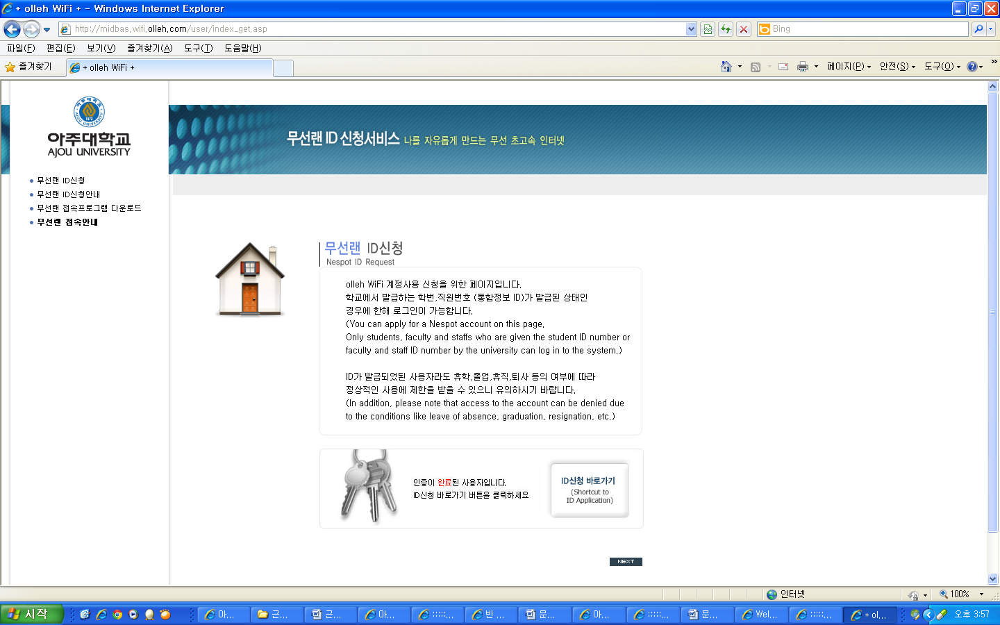 + olleh WiFi + - Windows Internet Explorer
http://midbas.wifi.olleh.com/user/index_get.asp
Bing
파일(F) 편집(E) 보기(V) 즐겨찾기(A) 도구(T) 도움말(H)
즐겨찾기
+ olleh WiFi +
페이지(P) 안전(S) 도구(O)
아주대학교
AJOU UNIVERSITY
무선랜 ID 신청서비스 나를 자유롭게 만드는 무선 초고속 인터넷
무선랜 ID신청
무선랜 ID신청안내
무선랜 접속프로그램 다운로드
무선랜 접속안내
무선랜 ID신청
Nespot ID Request
olleh WiFi 계정사용 신청을 위한 페이지입니다.
학교에서 발급하는 학번,직원번호 (통합정보 ID)가 발급된 상태인
경우에 한해 로그인이 가능합니다.
(You can apply for a Nespot account on this page.
Only students, faculty and staffs who are given the student ID number or
faculty and staff ID number by the university can log in to the system.)
ID가 발급되었된 사용자라도 휴학,졸업,휴직,퇴사 등의 여부에 따라
정상적인 사용에 제한을 받을 수 있으니 유의하시기 바랍니다.
(In addition, please note that access to the account can be denied due
to the conditions like leave of absence, graduation, resignation, etc.)
인증이 완료된 사용자입니다.
ID신청 바로가기 버튼을 클릭하세요
ID신청 바로가기
(Shortcut to
ID Application)
NEXT
인터넷
100%
시작
아...
근...
근...
아...
:::::...
빈 ...
문...
아...
:::::...
문...
Wel...
:::::...
+ ol...
오후 3:57